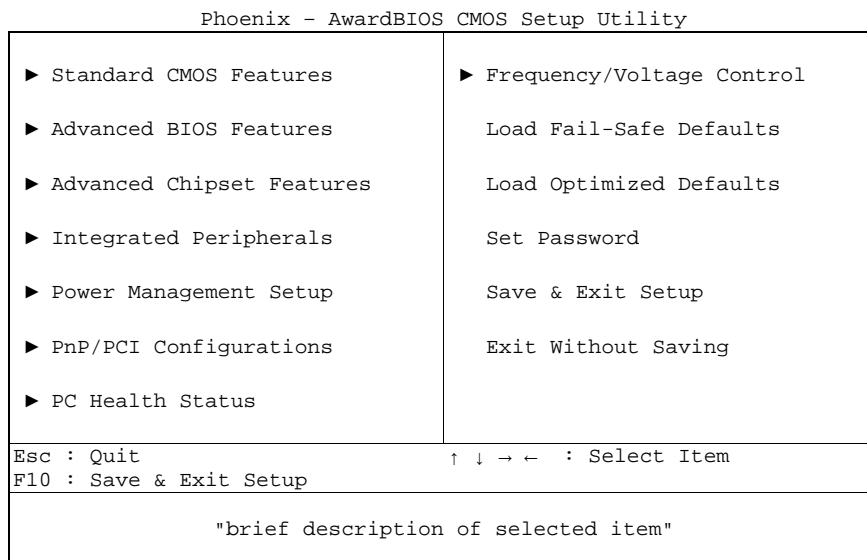 Phoenix – AwardBIOS CMOS Setup Utility
► Standard CMOS Features
► Advanced BIOS Features
► Advanced Chipset Features
► Integrated Peripherals
► Power Management Setup
► PnP/PCI Configurations
► PC Health Status
► Frequency/Voltage Control
Load Fail-Safe Defaults
Load Optimized Defaults
Set Password
Save & Exit Setup
Exit Without Saving
Esc : Quit
F10 : Save & Exit Setup
↑ ↓ → ← : Select Item
"brief description of selected item"